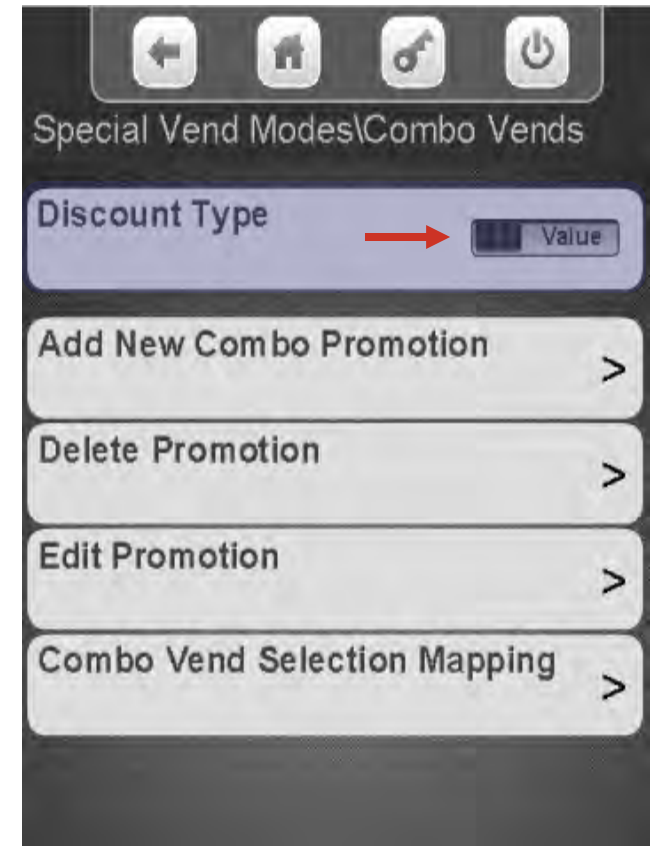 Special Vend Modes\Combo Vends
Discount Type
Value
Add New Combo Promotion
>
Delete Promotion
>
Edit Promotion
>
Combo Vend Selection Mapping
>